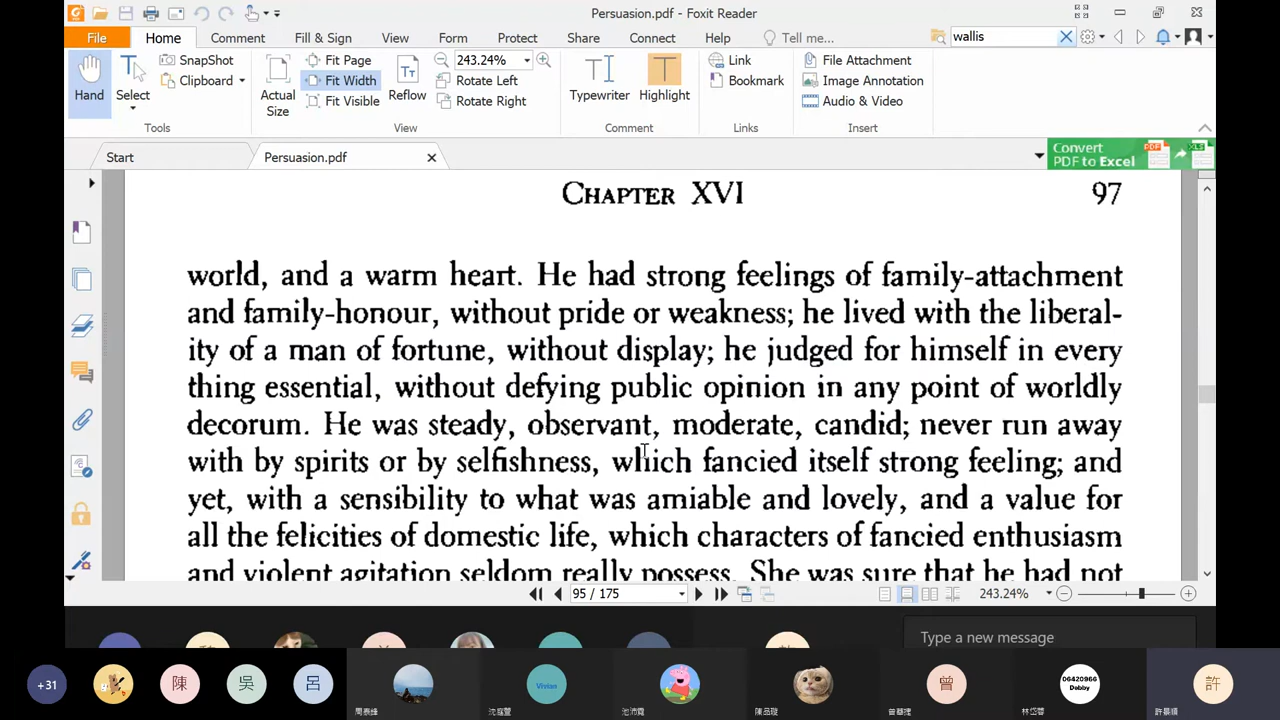 Persuasion.pdf - Foxit Reader
File Home Comment Fill & Sign View Form Protect Share Connect Help Tell me... wallis
Hand
Select
SnapShot
Clipboard
Actual Size
Fit Page
Fit Width
Fit Visible
Reflow
243.24%
Rotate Left
Rotate Right
Typewriter
Highlight
Link
Bookmark
File Attachment
Image Annotation
Audio & Video
Tools View Comment Links Insert
Start Persuasion.pdf
Convert
PDF to Excel
PDF XLS
CHAPTER XVI 97
world, and a warm heart. He had strong feelings of family-attachment
and family-honour, without pride or weakness; he lived with the liberal-
ity of a man of fortune, without display; he judged for himself in every
thing essential, without defying public opinion in any point of worldly
decorum. He was steady, observant, moderate, candid; never run away
with by spirits or by selfishness, which fancied itself strong feeling; and
yet, with a sensibility to what was amiable and lovely, and a value for
all the felicities of domestic life, which characters of fancied enthusiasm
and violent agitation seldom really possess. She was sure that he had not
95 / 175 243.24%
Type a new message
+31 陳 吳 呂 Vivian 曾 06420966 Debby 許